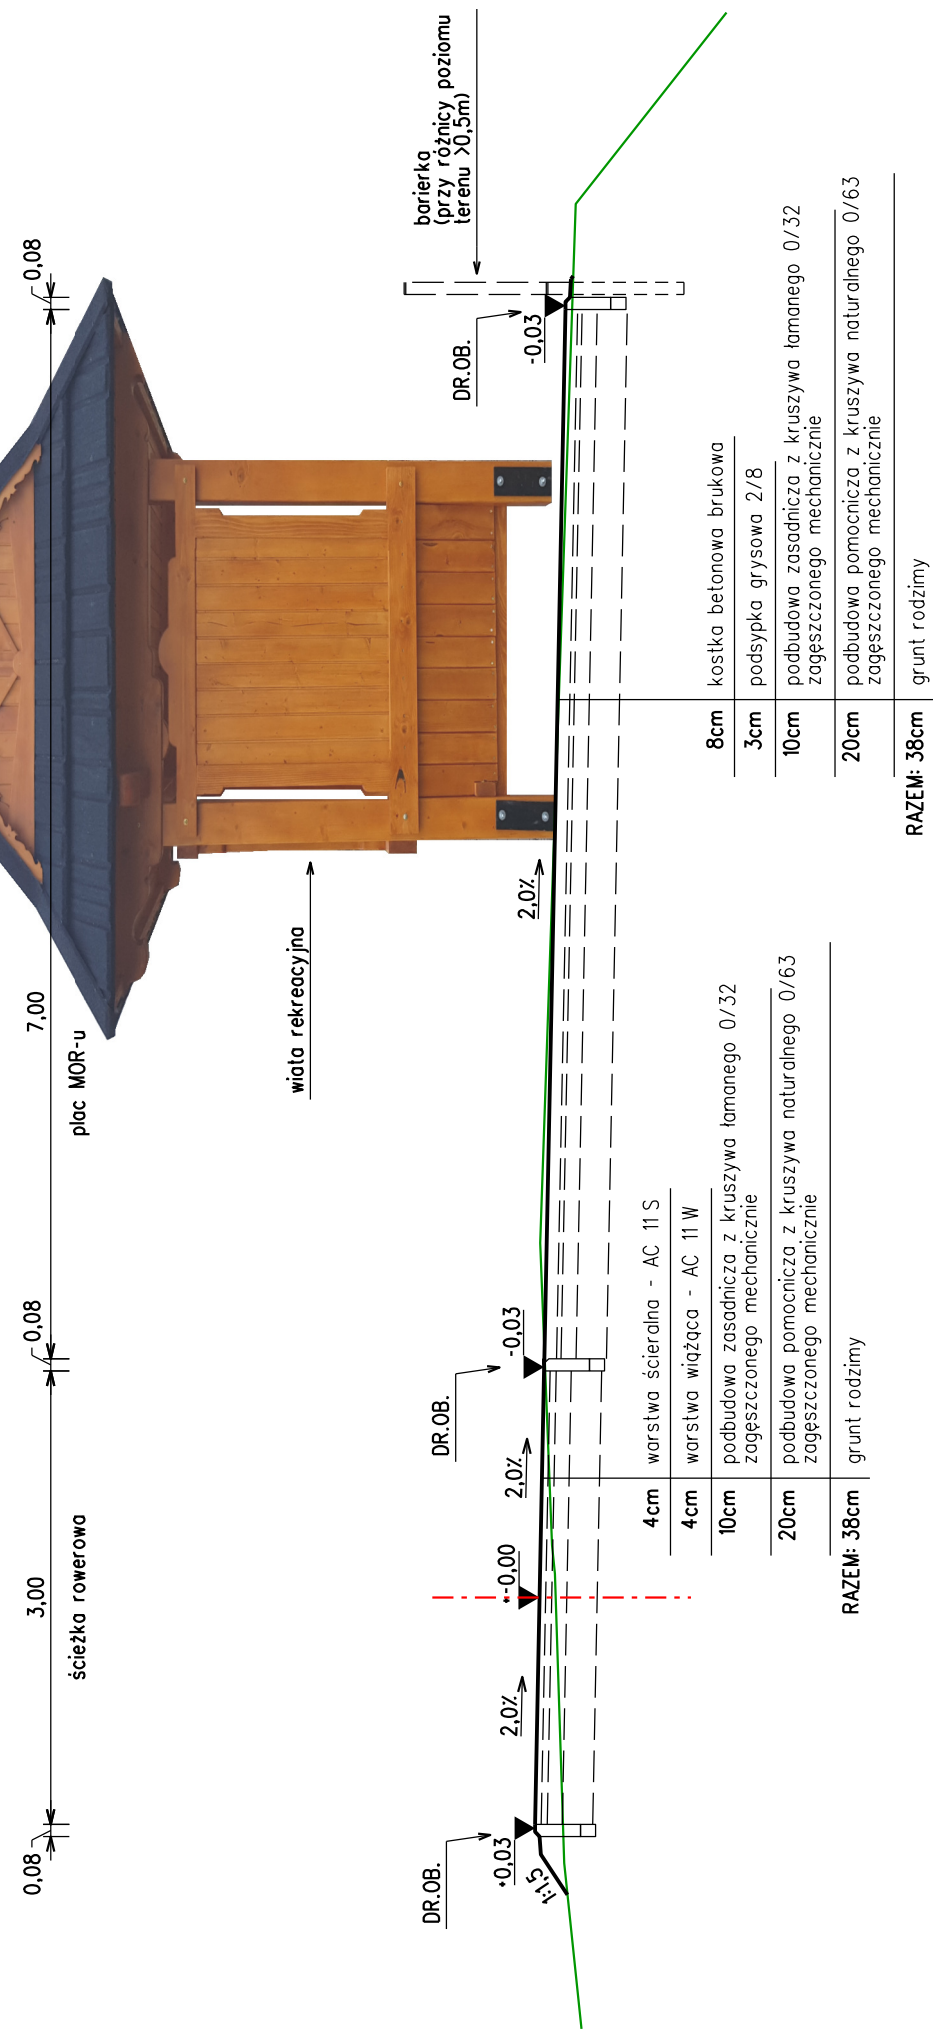 0,08
3,00
0,08
7,00
0,08
ścieżka rowerowa
plac MOR-u
wiata rekreacyjna
barierka
(przy różnicy poziomu
terenu >0,5m)
DR.OB.
+0,03
1:1,5
2,0%
+-0,00
2,0%
DR.OB.
-0,03
2,0%
DR.OB.
-0,03
4cm warstwa ścieralna - AC 11 S
4cm warstwa wiążąca - AC 11 W
10cm podbudowa zasadnicza z kruszywa łamanego 0/32
zagęszczonego mechanicznie
20cm podbudowa pomocnicza z kruszywa naturalnego 0/63
zagęszczonego mechanicznie
RAZEM: 38cm grunt rodzimy
8cm kostka betonowa brukowa
3cm podsypka grysowa 2/8
10cm podbudowa zasadnicza z kruszywa łamanego 0/32
zagęszczonego mechanicznie
20cm podbudowa pomocnicza z kruszywa naturalnego 0/63
zagęszczonego mechanicznie
RAZEM: 38cm grunt rodzimy